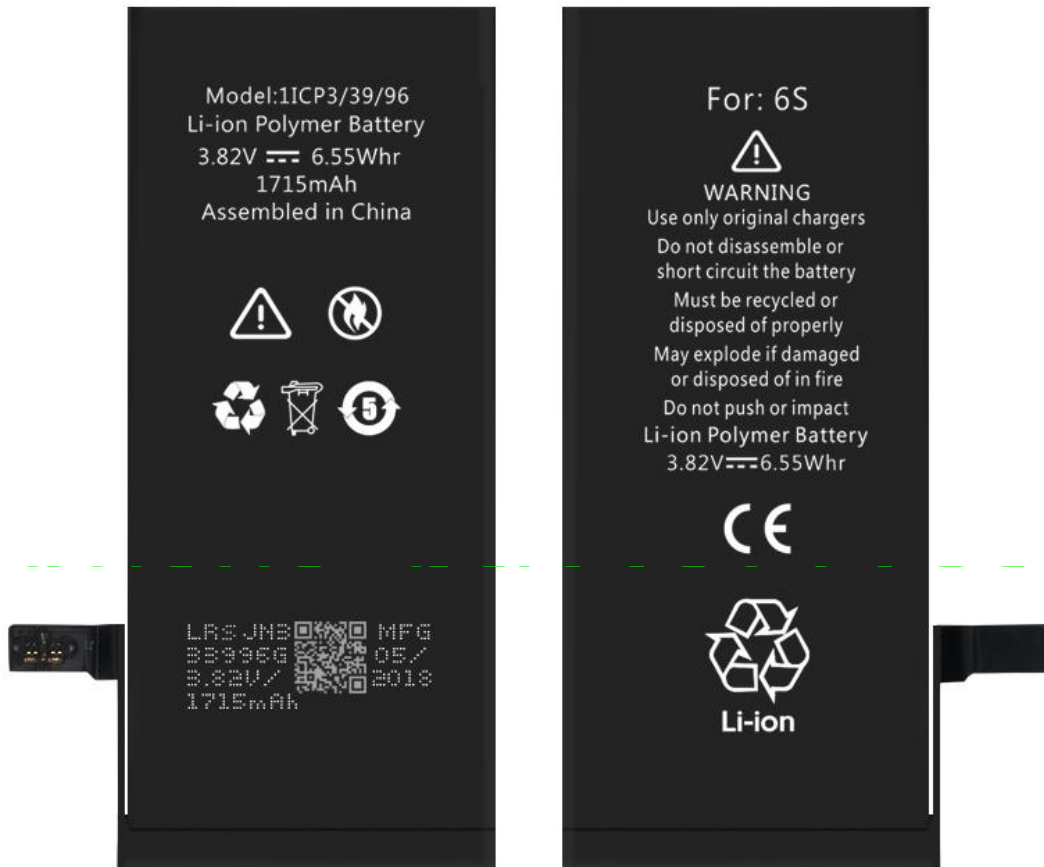 Model:1ICP3/39/96
Li-ion Polymer Battery
3.82V 6.55Whr
1715mAh
Assembled in China
5
LRSJNB MFG
33996G 05/
3.82V/ 2018
1715mAh
For: 6S
WARNING
Use only original chargers
Do not disassemble or
short circuit the battery
Must be recycled or
disposed of properly
May explode if damaged
or disposed of in fire
Do not push or impact
Li-ion Polymer Battery
3.82V 6.55Whr
CE
Li-ion